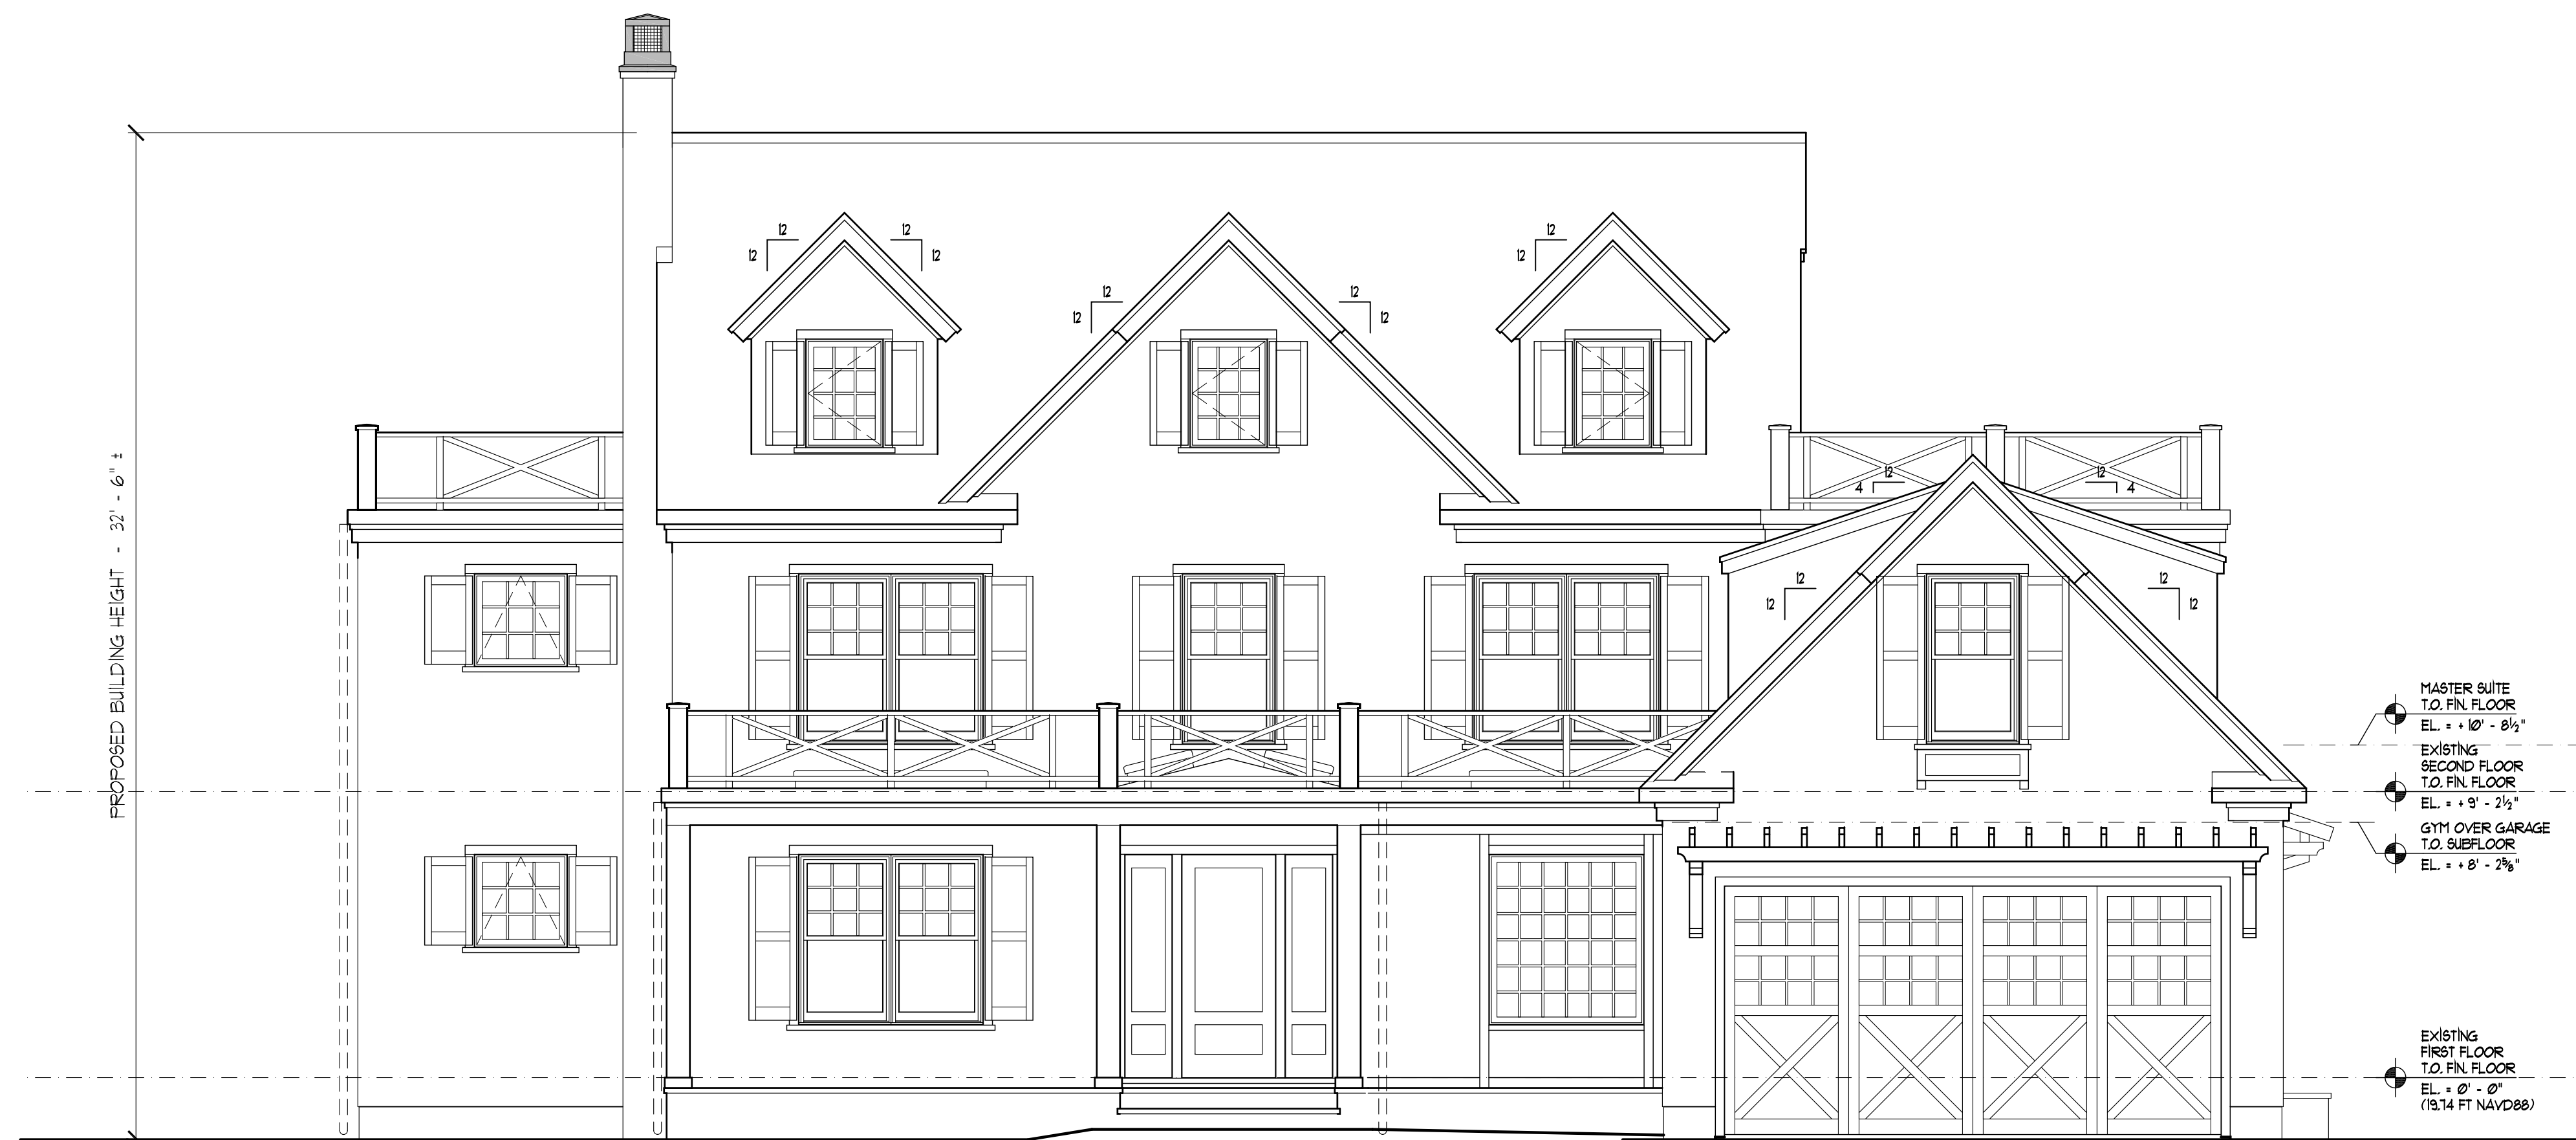 12 12
12 12
12
12
12 12
12 12
12 12
4 4
12 12
12 12
PROPOSED BUILDING HEIGHT - 32' - 6" ±
MASTER SUITE
T.O. FIN. FLOOR
EL. = + 10' - 8½"
EXISTING
SECOND FLOOR
T.O. FIN. FLOOR
EL. = + 9' - 2½"
GYM OVER GARAGE
T.O. SUBFLOOR
EL. = + 8' - 2⅝"
EXISTING
FIRST FLOOR
T.O. FIN. FLOOR
EL. = 0' - 0"
(19.74 FT NAVD88)